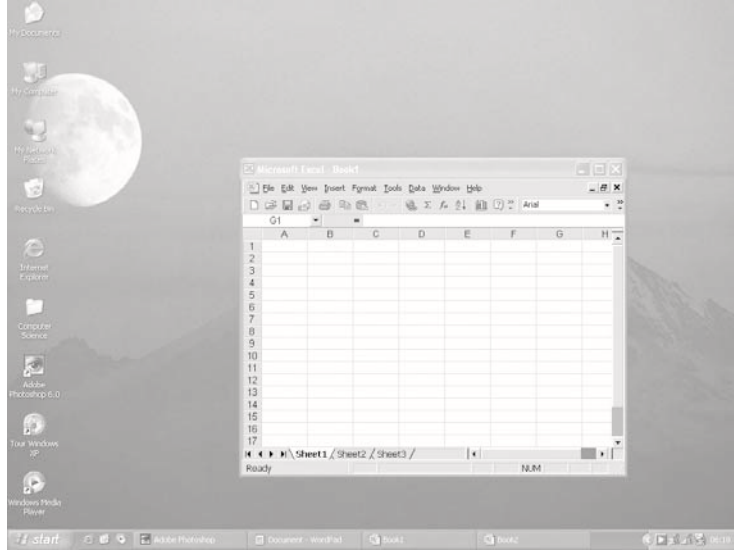 My Documents
My Computer
My Network
Places
Recycle Bin
Internet
Explorer
Computer
Science
Adobe
Photoshop 6.0
Tour Windows
XP
Windows Media
Player
Microsoft Excel - Book1
File Edit View Insert Format Tools Data Window Help
Arial
G1 =
A B C D E F G H
1
2
3
4
5
6
7
8
9
10
11
12
13
14
15
16
17
Sheet1 / Sheet2 / Sheet3 /
Ready NUM
start Adobe Photoshop Document - WordPad Book1 Book2 06:19